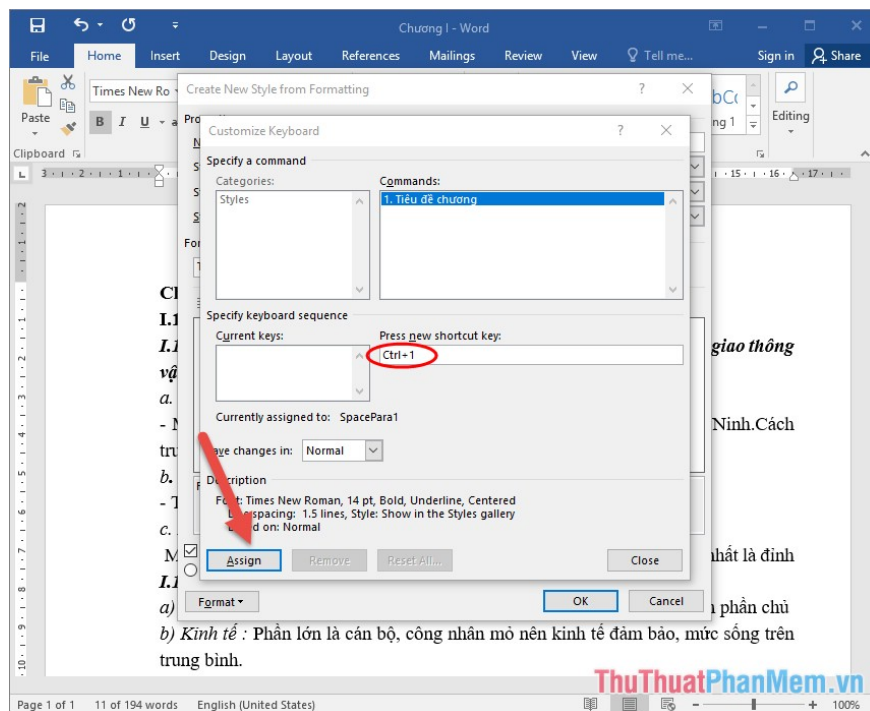 Chương I - Word
File Home Insert Design Layout References Mailings Review View Tell me... Sign in Share
Paste
Clipboard
Times New Ro
B I U
Editing
Create New Style from Formatting ? ×
Customize Keyboard ? ×
Specify a command
Categories: Commands:
Styles 1. Tiêu đề chương
Specify keyboard sequence
Current keys: Press new shortcut key:
Ctrl+1
Currently assigned to: SpacePara1
Save changes in: Normal
Description
Font: Times New Roman, 14 pt, Bold, Underline, Centered
spacing: 1.5 lines, Style: Show in the Styles gallery
on: Normal
Assign Remove Reset All... Close
Format OK Cancel
giao thông
a.
Ninh.Cách
b.
c.
nhất là đỉnh
a) phần chủ
b) Kinh tế : Phần lớn là cán bộ, công nhân mỏ nên kinh tế đảm bảo, mức sống trên
trung bình.
ThuThuatPhanMem.vn
Page 1 of 1 11 of 194 words English (United States) 100%